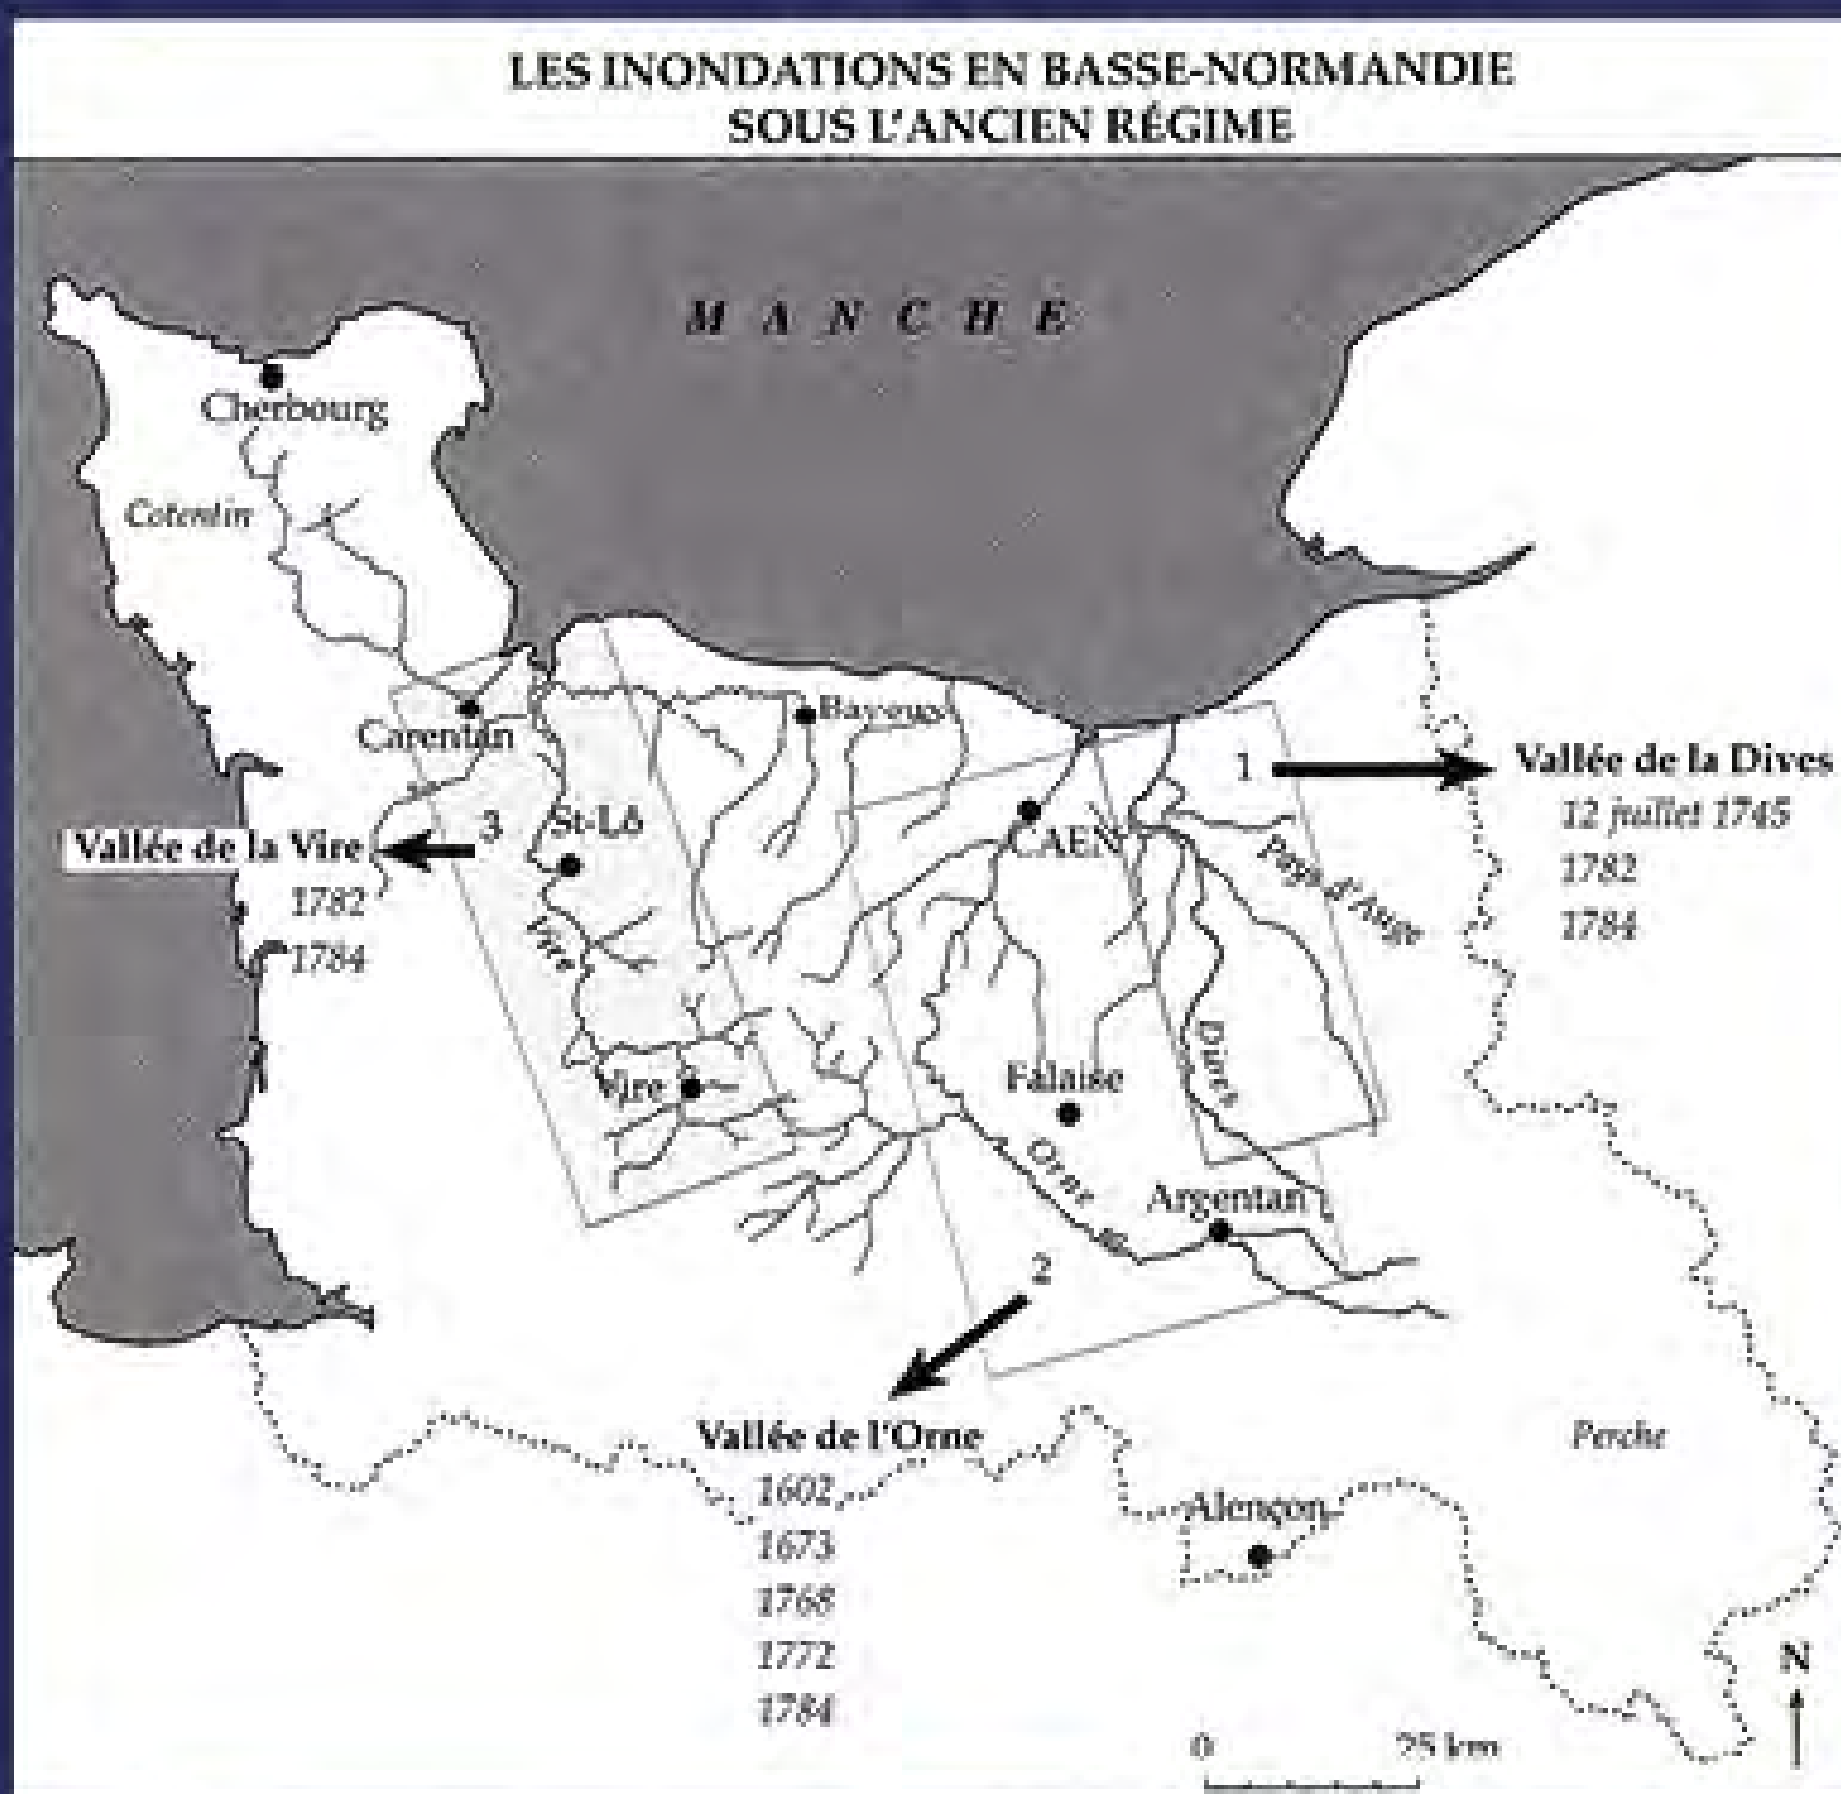 LES INONDATIONS EN BASSE-NORMANDIE
SOUS L'ANCIEN RÉGIME
MANCHE
Cherbourg
Cotentin
Carentan
Bayeux
1
Vallée de la Dives
12 juillet 1745
1782
1784
3
St-Lô
CAEN
Pays d'Auge
Vallée de la Vire
1782
1784
Vire
Dives
Vire
Falaise
Orne
Argentan
2
Vallée de l'Orne
1602
1673
1768
1772
1784
Perche
Alençon
N
0 25 km